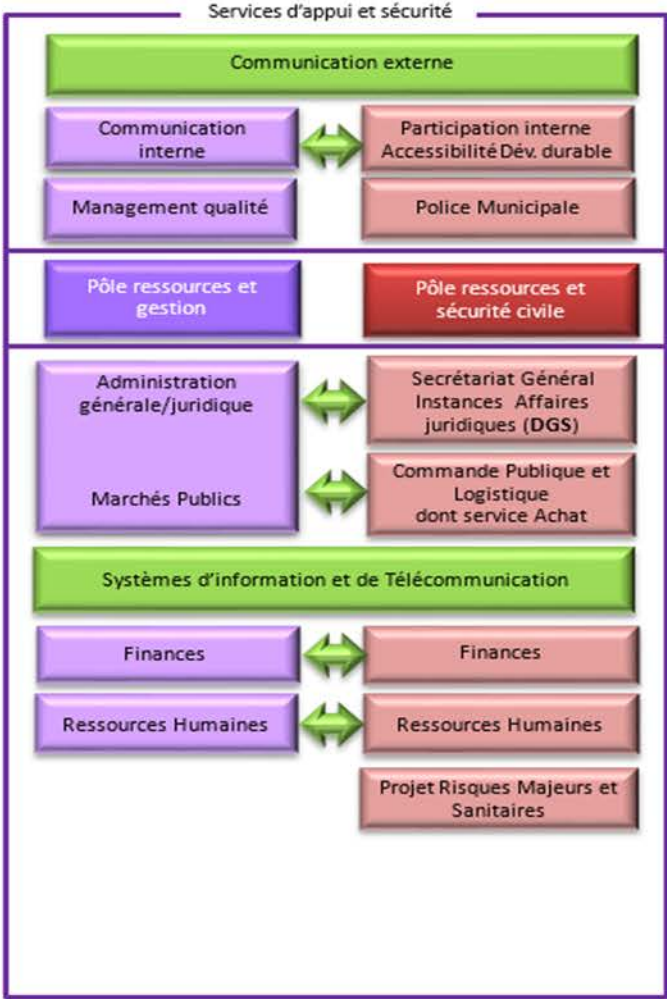 Services d'appui et sécurité
Communication externe
Communication
interne
Participation interne
Accessibilité Dév. durable
Management qualité
Police Municipale
Pôle ressources et
gestion
Pôle ressources et
sécurité civile
Administration
générale/juridique
Secrétariat Général
Instances Affaires
juridiques (DGS)
Marchés Publics
Commande Publique et
Logistique
dont service Achat
Systèmes d'information et de Télécommunication
Finances
Finances
Ressources Humaines
Ressources Humaines
Projet Risques Majeurs et
Sanitaires